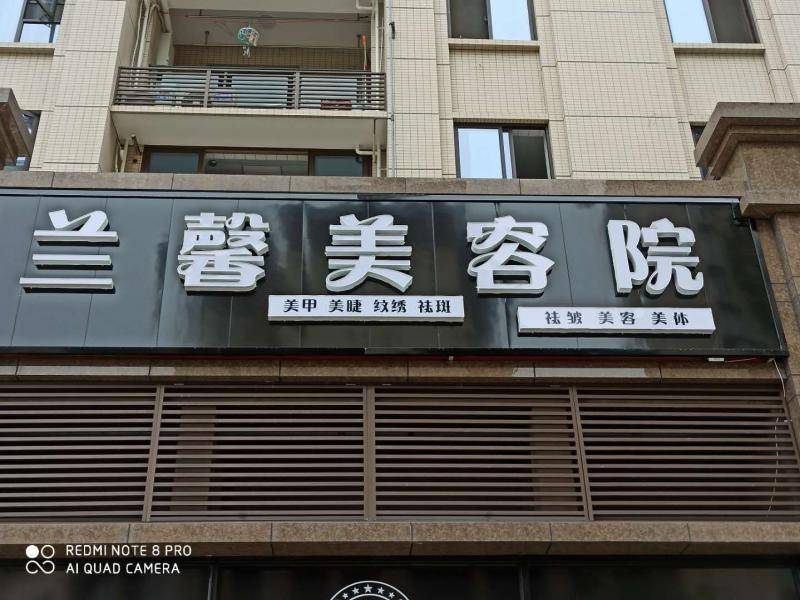 兰馨美容院
美甲 美睫 纹绣 祛斑
祛皱 美容 美体
REDMI NOTE 8 PRO
AI QUAD CAMERA